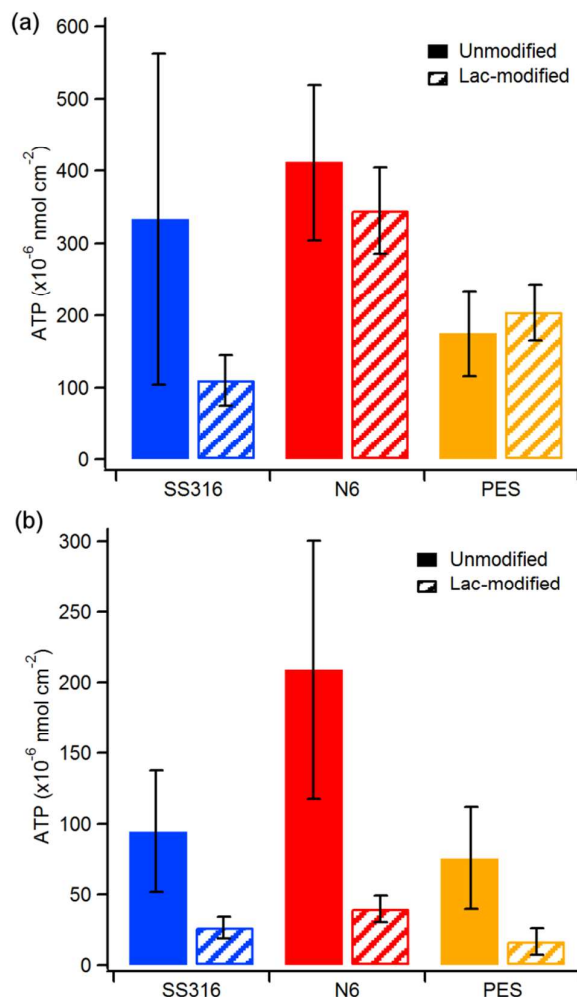 (a)
600
500
400
300
200
100
0
ATP (x10⁻⁶ nmol cm⁻²)
Unmodified
Lac-modified
SS316 N6 PES
(b)
300
250
200
150
100
50
0
ATP (x10⁻⁶ nmol cm⁻²)
Unmodified
Lac-modified
SS316 N6 PES